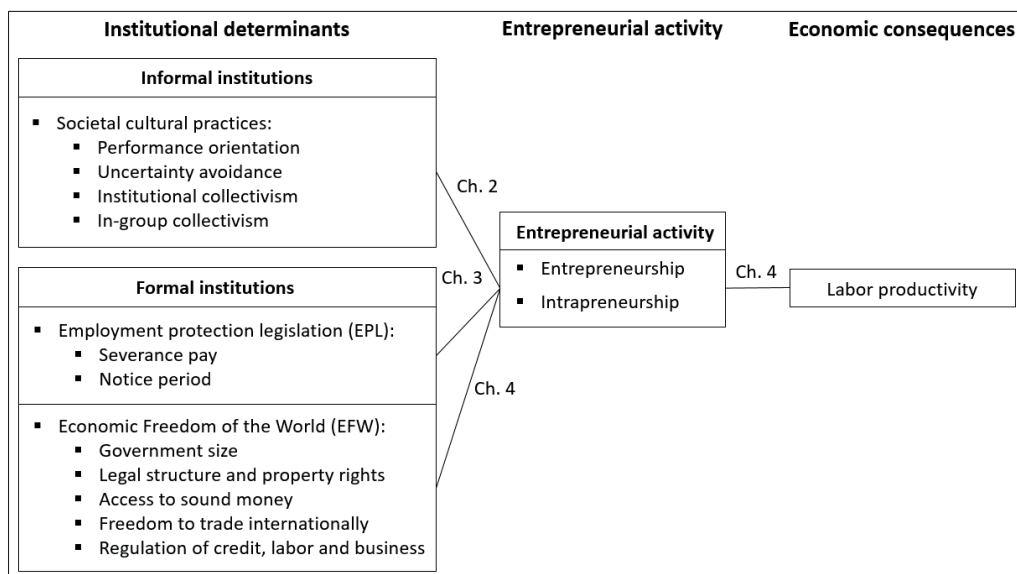 Institutional determinants
Entrepreneurial activity
Economic consequences
Informal institutions
▪ Societal cultural practices:
▪ Performance orientation
▪ Uncertainty avoidance
▪ Institutional collectivism
▪ In-group collectivism
Ch. 2
Formal institutions
▪ Employment protection legislation (EPL):
▪ Severance pay
▪ Notice period
Ch. 3
▪ Economic Freedom of the World (EFW):
▪ Government size
▪ Legal structure and property rights
▪ Access to sound money
▪ Freedom to trade internationally
▪ Regulation of credit, labor and business
Ch. 4
Entrepreneurial activity
▪ Entrepreneurship
▪ Intrapreneurship
Ch. 4
Labor productivity